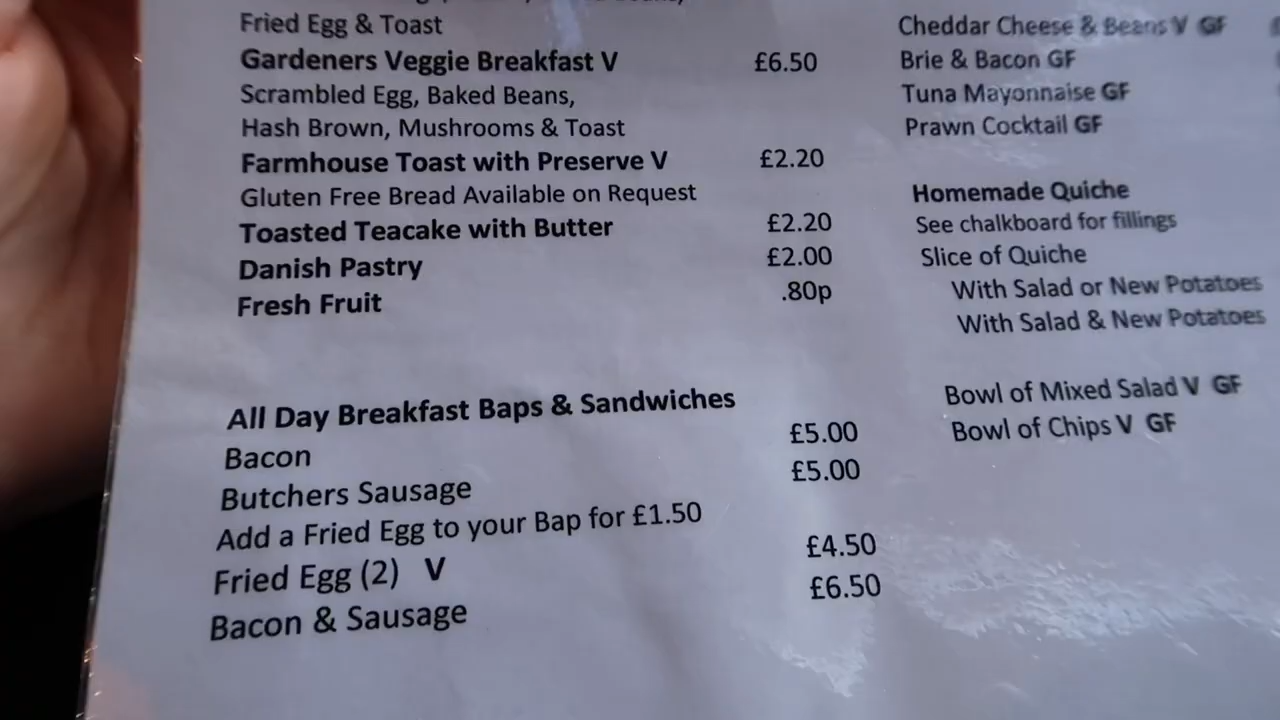 Fried Egg & Toast
Gardeners Veggie Breakfast V £6.50
Scrambled Egg, Baked Beans,
Hash Brown, Mushrooms & Toast
Farmhouse Toast with Preserve V £2.20
Gluten Free Bread Available on Request
Toasted Teacake with Butter £2.20
Danish Pastry £2.00
Fresh Fruit .80p
All Day Breakfast Baps & Sandwiches
Bacon £5.00
Butchers Sausage £5.00
Add a Fried Egg to your Bap for £1.50
Fried Egg (2) V £4.50
Bacon & Sausage £6.50
Cheddar Cheese & Beans V GF
Brie & Bacon GF
Tuna Mayonnaise GF
Prawn Cocktail GF
Homemade Quiche
See chalkboard for fillings
Slice of Quiche
With Salad or New Potatoes
With Salad & New Potatoes
Bowl of Mixed Salad V GF
Bowl of Chips V GF